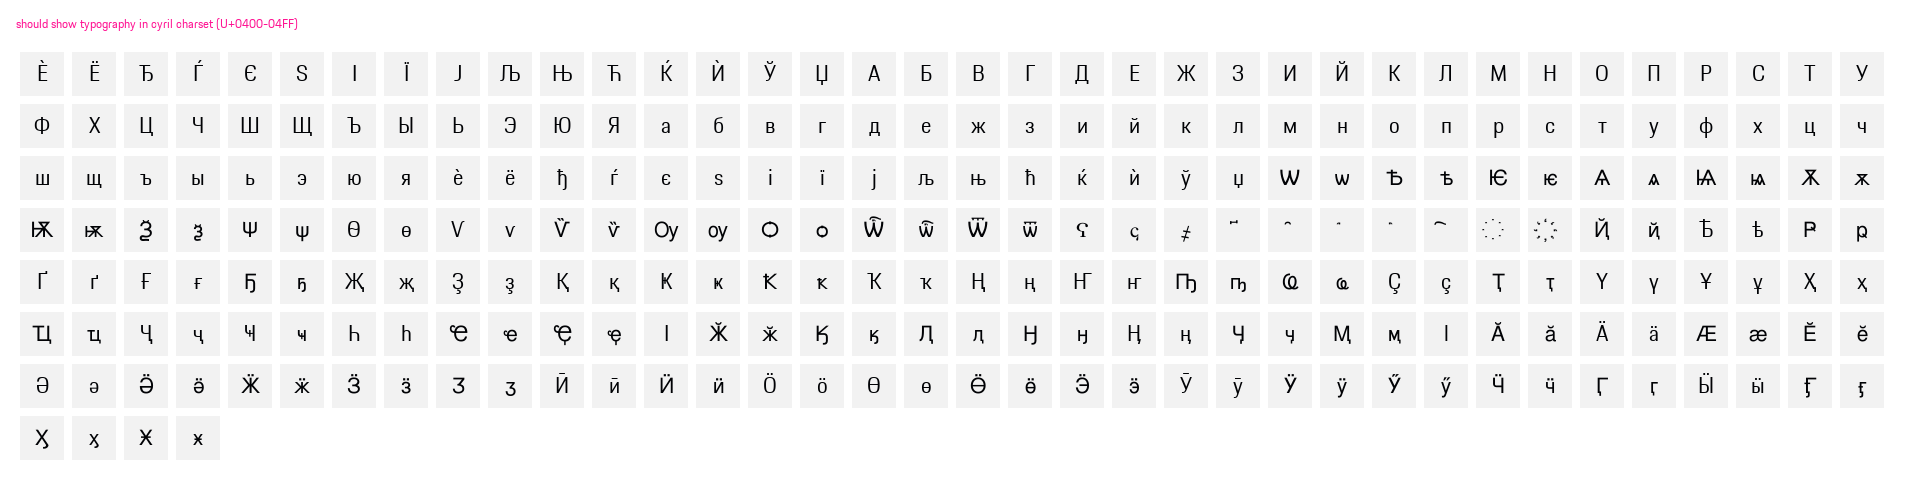 should show typography in cyril charset (U+0400-04FF)
Ѐ Ё Ђ Ѓ Є Ѕ І Ї Ј Љ Њ Ћ Ќ Ѝ Ў Џ А Б В Г Д Е Ж З И Й К Л М Н О П Р С Т У
Ф Х Ц Ч Ш Щ Ъ Ы Ь Э Ю Я а б в г д е ж з и й к л м н о п р с т у ф х ц ч
ш щ ъ ы ь э ю я ѐ ё ђ ѓ є ѕ і ї ј љ њ ћ ќ ѝ ў џ Ѡ ѡ Ѣ ѣ Ѥ ѥ Ѧ ѧ Ѩ ѩ Ѫ ѫ
Ѭ ѭ Ѯ ѯ Ѱ ѱ Ѳ ѳ Ѵ ѵ Ѷ ѷ Ѹ ѹ Ѻ ѻ Ѽ ѽ Ѿ ѿ Ҁ ҁ ҂ ҃ ҄ ҅ ҆ ҇ ҈ ҉ Ҋ ҋ Ҍ ҍ Ҏ ҏ
Ґ ґ Ғ ғ Ҕ ҕ Җ җ Ҙ ҙ Қ қ Ҝ ҝ Ҟ ҟ Ҡ ҡ Ң ң Ҥ ҥ Ҧ ҧ Ҩ ҩ Ҫ ҫ Ҭ ҭ Ү ү Ұ ұ Ҳ ҳ
Ҵ ҵ Ҷ ҷ Ҹ ҹ Һ һ Ҽ ҽ Ҿ ҿ Ӏ Ӂ ӂ Ӄ ӄ Ӆ ӆ Ӈ ӈ Ӊ ӊ Ӌ ӌ Ӎ ӎ ӏ Ӑ ӑ Ӓ ӓ Ӕ ӕ Ӗ ӗ
Ә ә Ӛ ӛ Ӝ ӝ Ӟ ӟ Ӡ ӡ Ӣ ӣ Ӥ ӥ Ӧ ӧ Ө ө Ӫ ӫ Ӭ ӭ Ӯ ӯ Ӱ ӱ Ӳ ӳ Ӵ ӵ Ӷ ӷ Ӹ ӹ Ӻ ӻ
Ӽ ӽ Ӿ ӿ